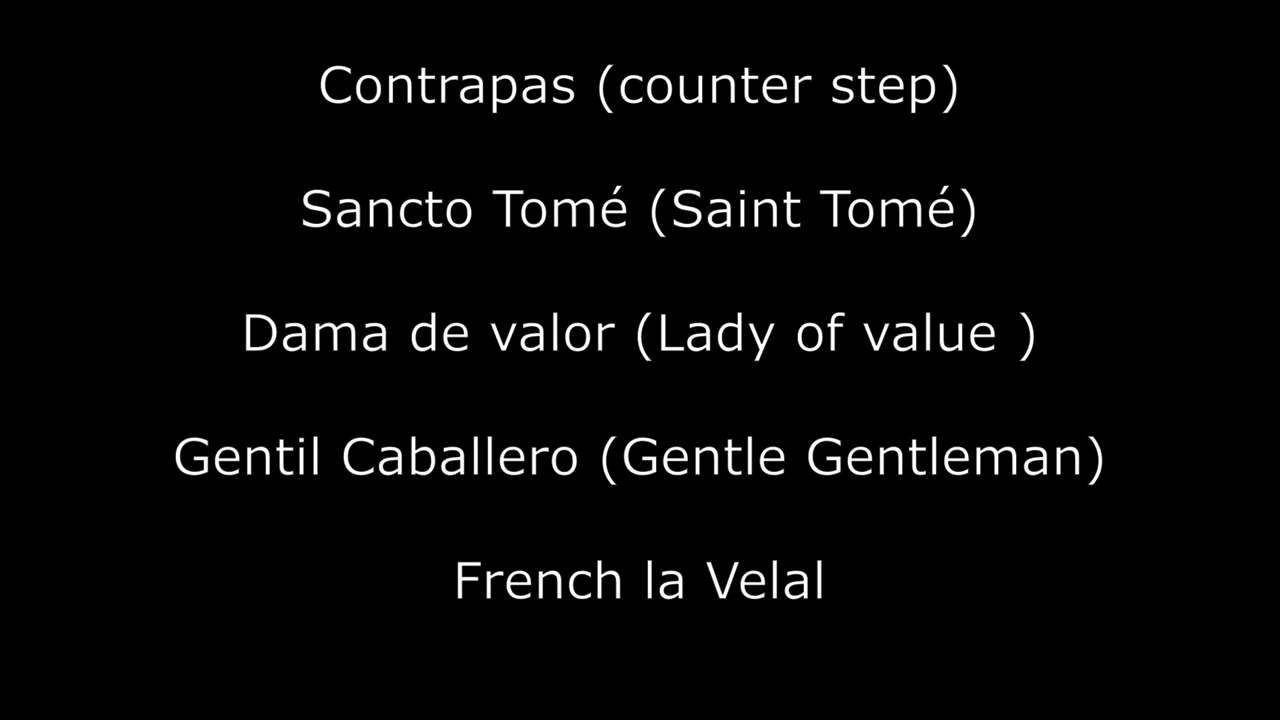 Contrapas (counter step)
Sancto Tomé (Saint Tomé)
Dama de valor (Lady of value )
Gentil Caballero (Gentle Gentleman)
French la Velal